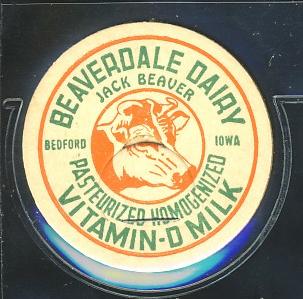 BEAVERDALE DAIRY
JACK BEAVER
BEDFORD IOWA
PASTEURIZED HOMOGENIZED
VITAMIN-D MILK